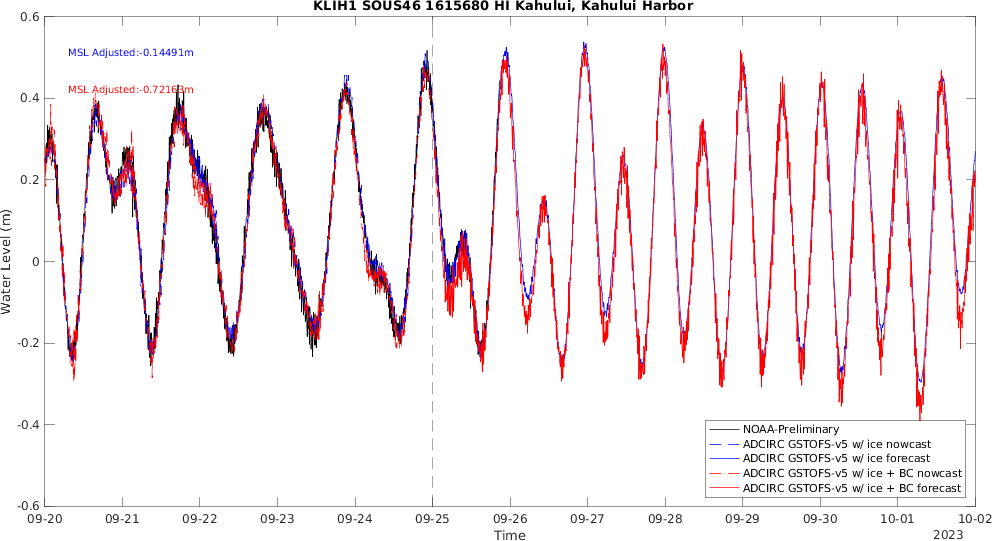 KLIH1 SOUS46 1615680 HI Kahului, Kahului Harbor
0.6
MSL Adjusted:-0.14491m
MSL Adjusted:-0.72163m
0.4
0.2
0
-0.2
-0.4
-0.6
Water Level (m)
NOAA-Preliminary
ADCIRC GSTOFS-v5 w/ ice nowcast
ADCIRC GSTOFS-v5 w/ ice forecast
ADCIRC GSTOFS-v5 w/ ice + BC nowcast
ADCIRC GSTOFS-v5 w/ ice + BC forecast
09-20 09-21 09-22 09-23 09-24 09-25 09-26 09-27 09-28 09-29 09-30 10-01 10-02
Time
2023